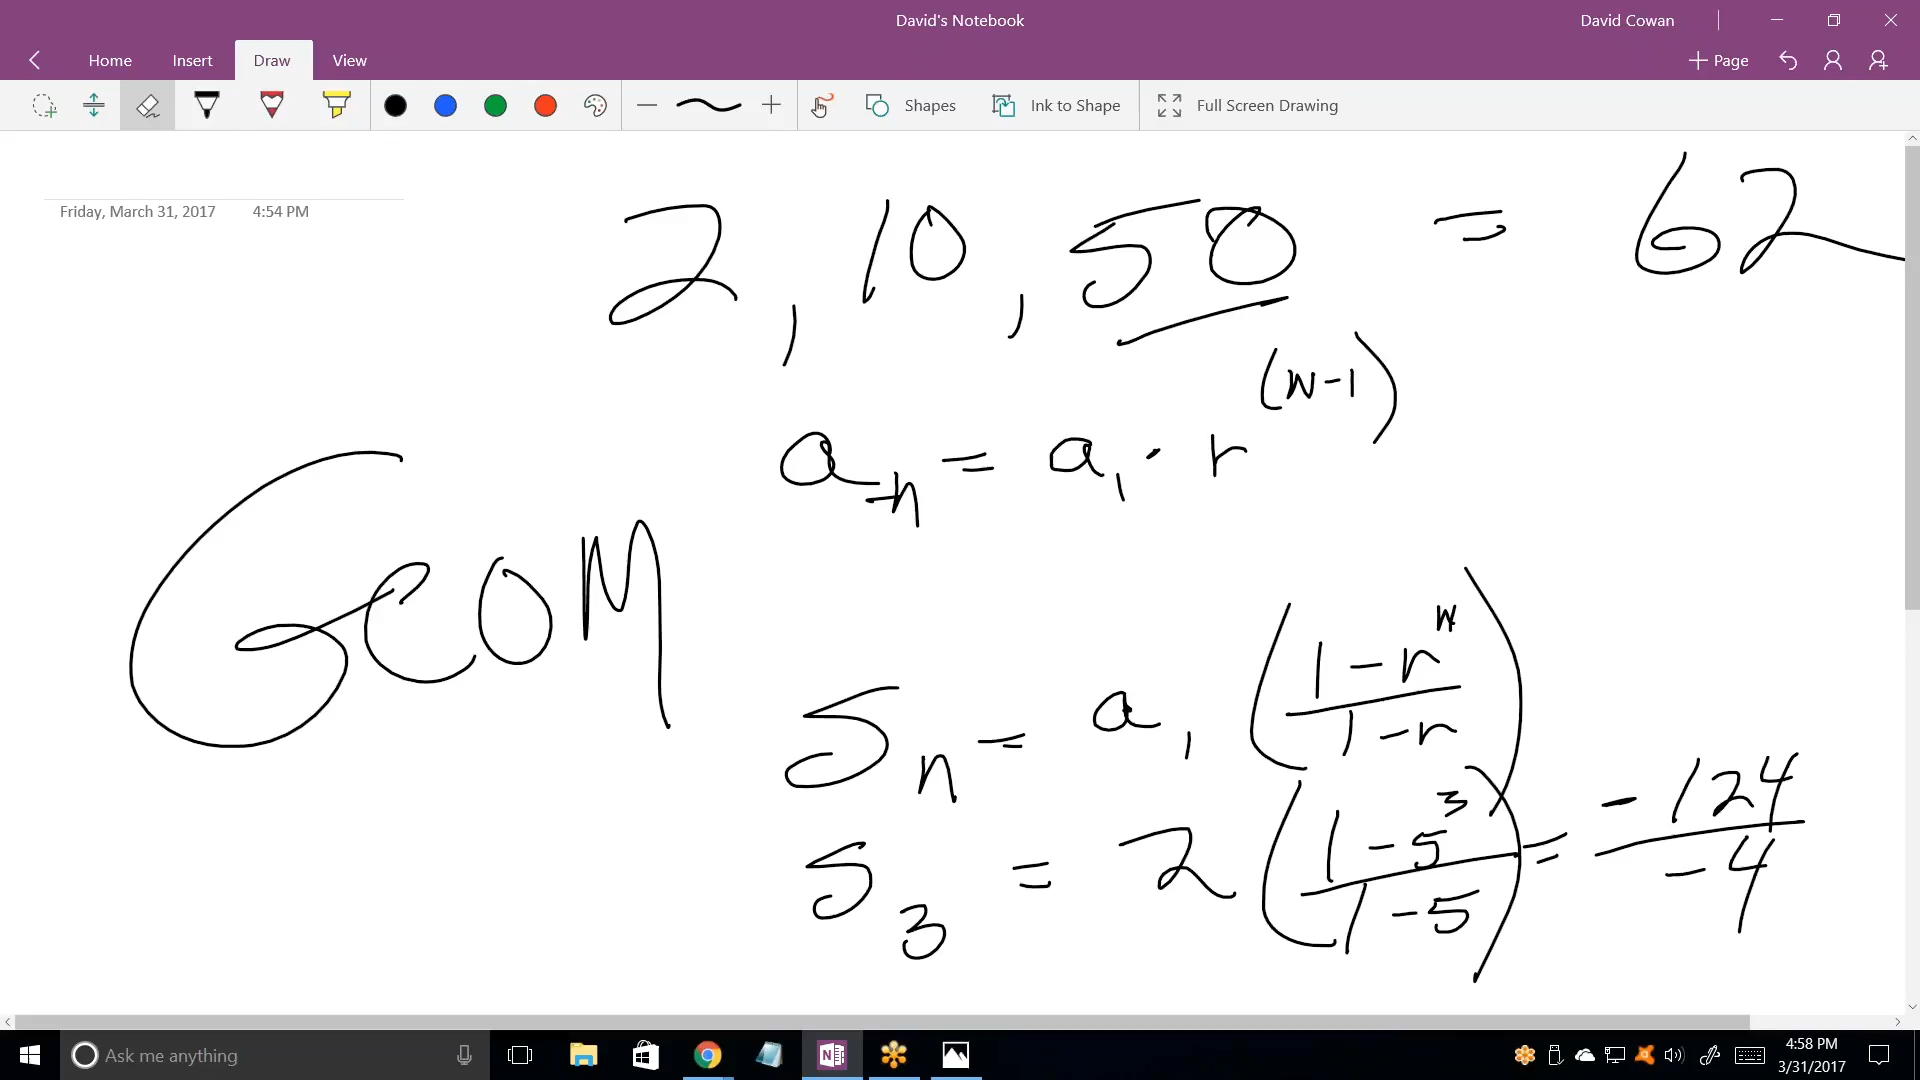 David's Notebook
David Cowan
Home Insert Draw View
Page
Shapes Ink to Shape Full Screen Drawing
Friday, March 31, 2017 4:54 PM
2, 10, 50 = 62
aₙ = a₁ · r⁽ⁿ⁻¹⁾
GEOM
Sₙ = a₁ (1-rⁿ / 1-r)
S₃ = 2 (1-5³ / 1-5) = -124 / -4
Ask me anything
4:58 PM
3/31/2017